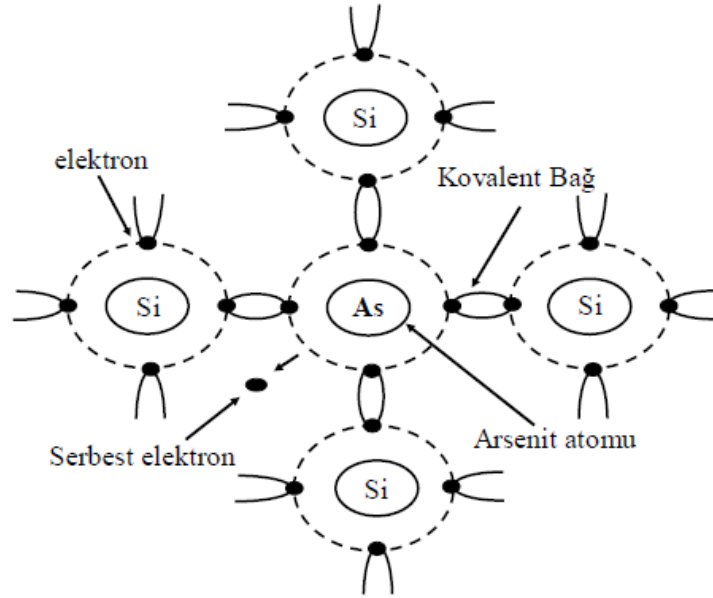 Si
elektron
Kovalent Bağ
Si
As
Si
Serbest elektron
Arsenit atomu
Si